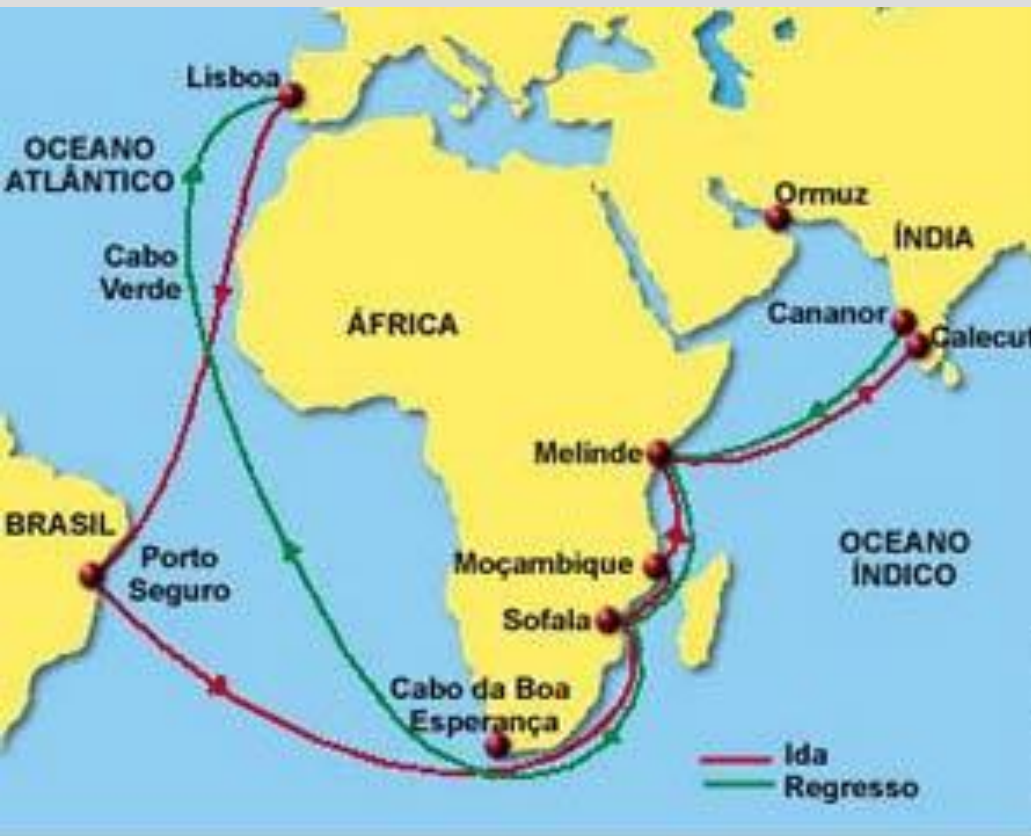 Lisboa
OCEANO
ATLÂNTICO
Ormuz
ÍNDIA
Cabo
Verde
ÁFRICA
Cananor
Calecut
Melinde
BRASIL
Porto
Seguro
OCEANO
ÍNDICO
Moçambique
Sofala
Cabo da Boa
Esperança
Ida
Regresso